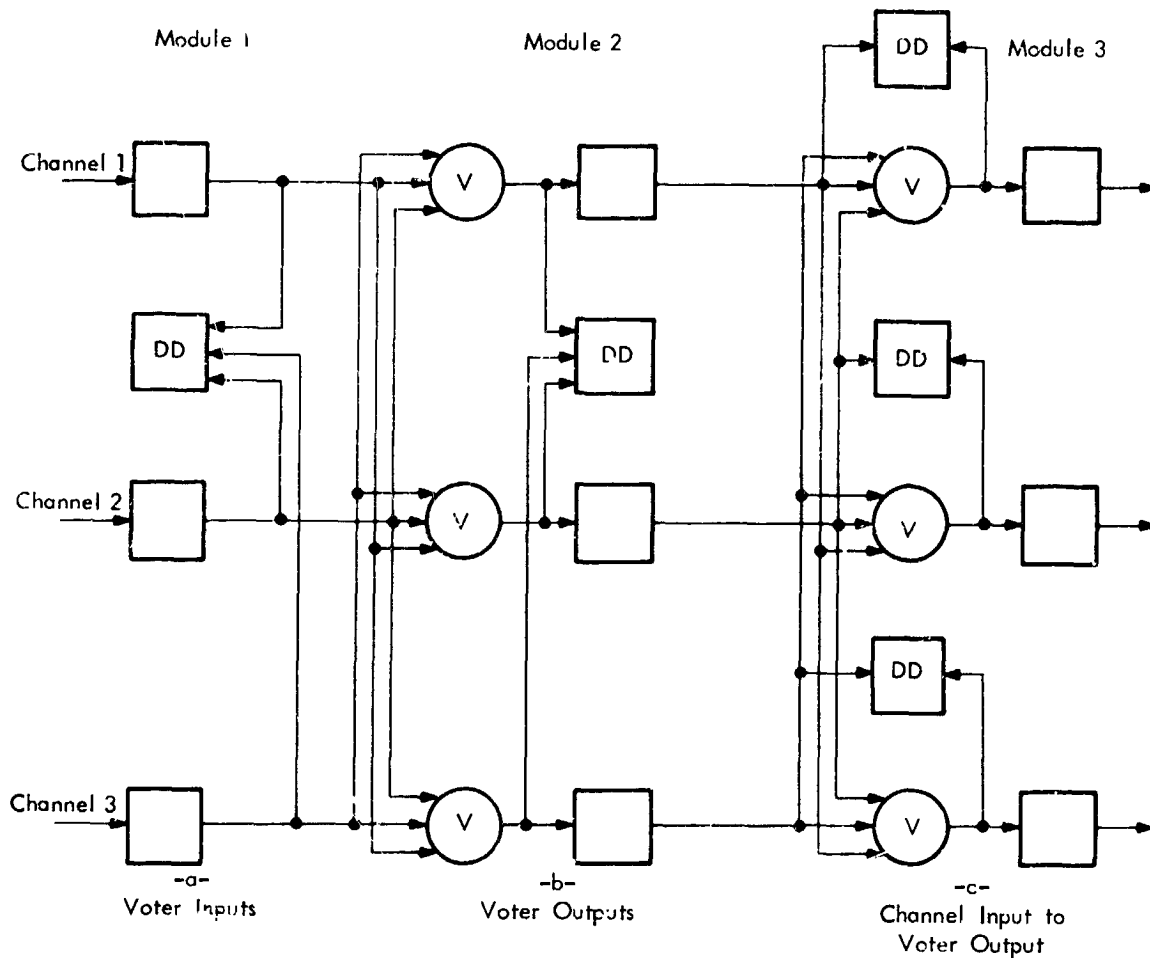 Module 1
Module 2
Module 3
DD
Channel 1
V
V
DD
DD
DD
Channel 2
V
V
DD
Channel 3
V
V
-a-
Voter Inputs
-b-
Voter Outputs
-c-
Channel Input to
Voter Output